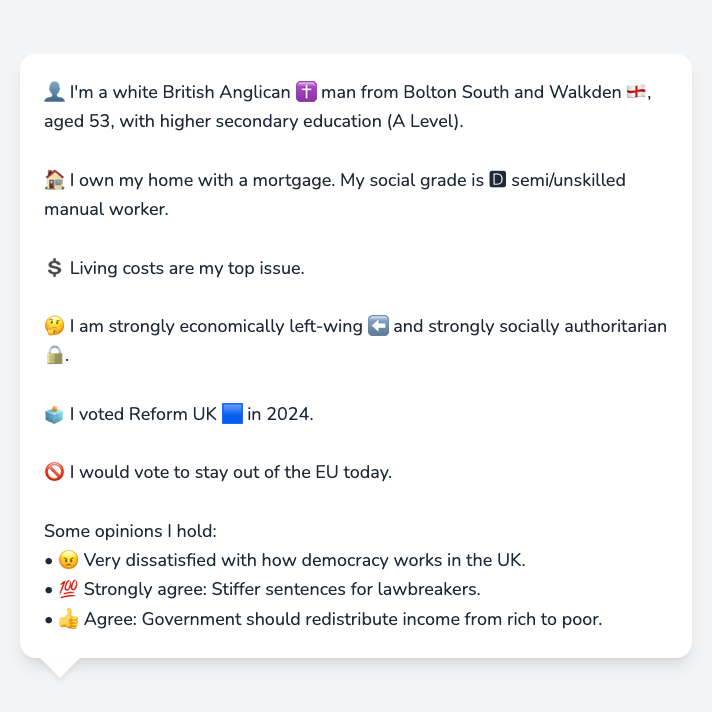 👤 I'm a white British Anglican ✝️ man from Bolton South and Walkden 🏴󠁧󠁢󠁥󠁮󠁧󠁿,
aged 53, with higher secondary education (A Level).
🏠 I own my home with a mortgage. My social grade is 🅳 semi/unskilled
manual worker.
💲 Living costs are my top issue.
🤔 I am strongly economically left-wing ⬅️ and strongly socially authoritarian
🔒.
🗳️ I voted Reform UK 🟦 in 2024.
🚫 I would vote to stay out of the EU today.
Some opinions I hold:
• 😠 Very dissatisfied with how democracy works in the UK.
• 💯 Strongly agree: Stiffer sentences for lawbreakers.
• 👍 Agree: Government should redistribute income from rich to poor.